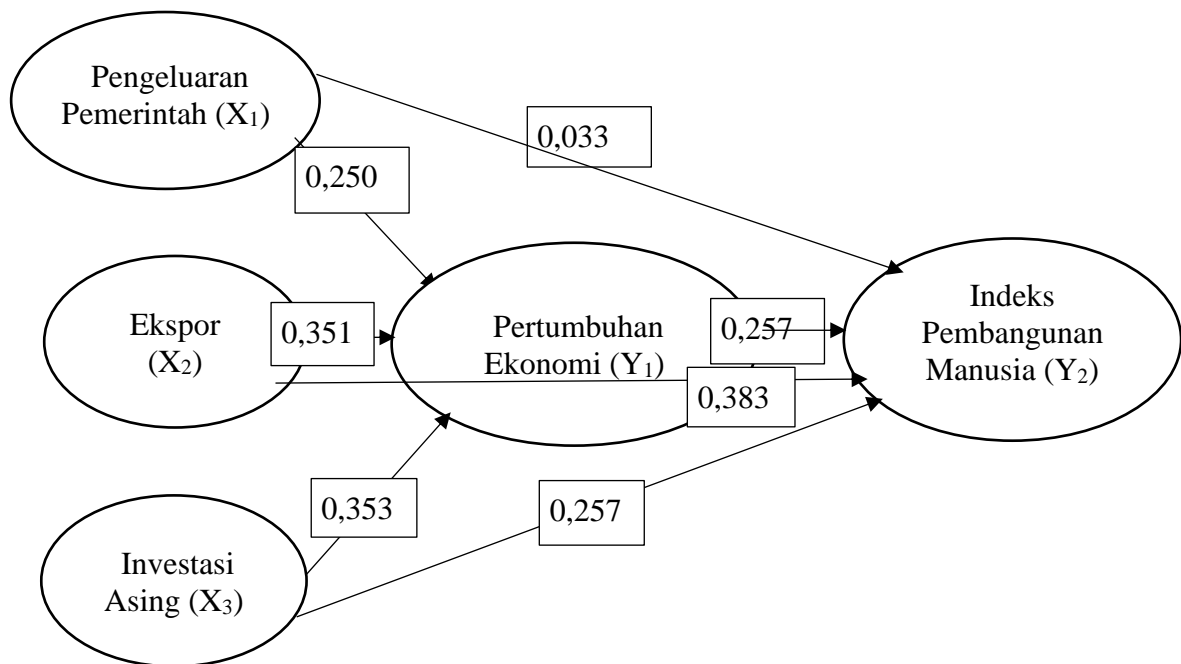 Pengeluaran
Pemerintah (X₁)
0,033
0,250
Ekspor
(X₂)
0,351
Pertumbuhan
Ekonomi (Y₁)
0,257
0,383
Indeks
Pembangunan
Manusia (Y₂)
0,353
0,257
Investasi
Asing (X₃)